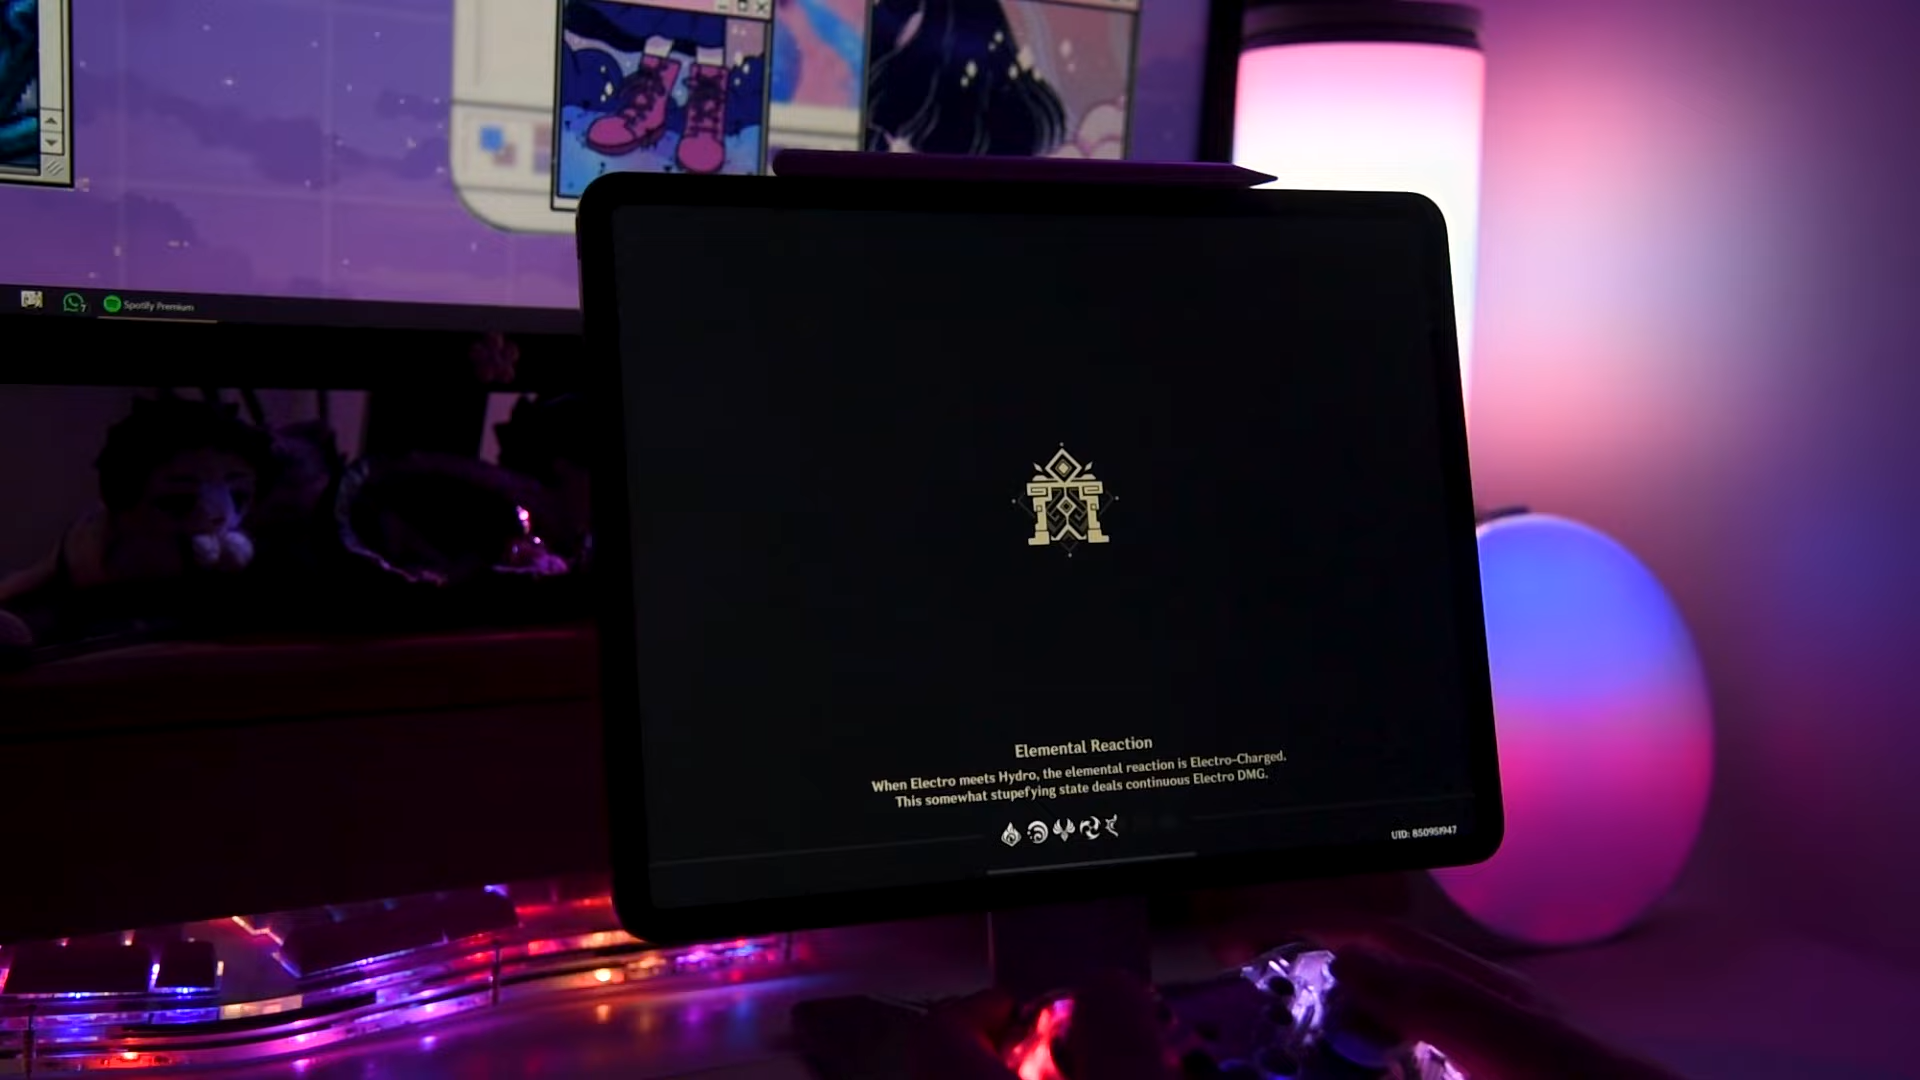 7
Spotify Premium
Elemental Reaction
When Electro meets Hydro, the elemental reaction is Electro-Charged.
This somewhat stupefying state deals continuous Electro DMG.
UID: 850951947